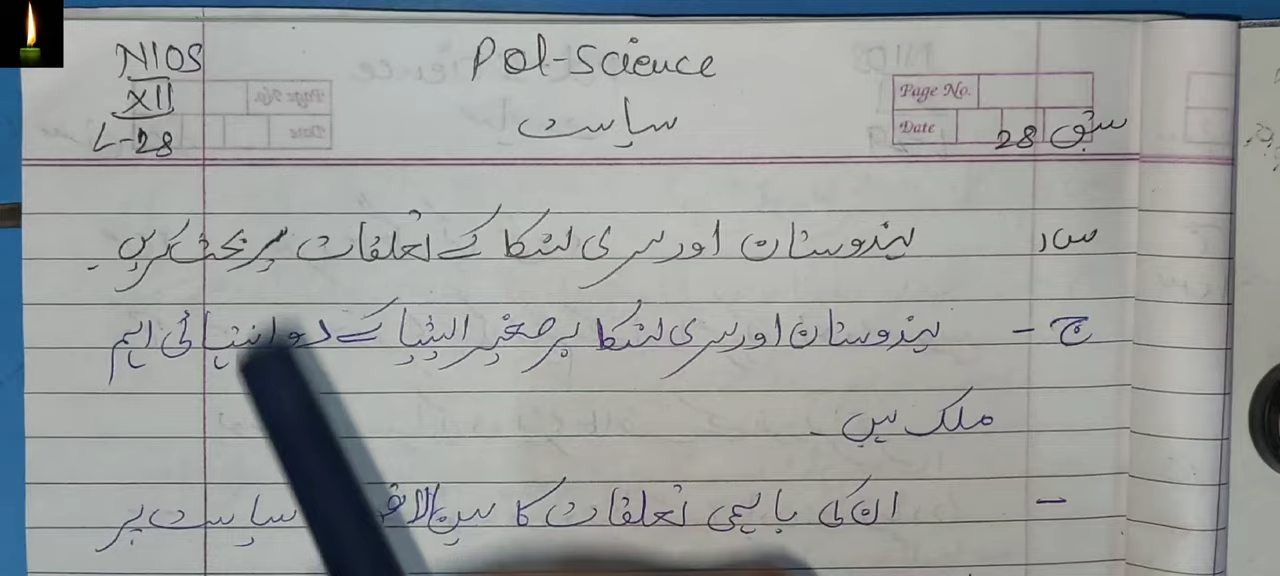 NIOS
XII
L-28
Pol-Science
سیاست
Page No.
Date
سبق 28
س۱ ہندوستان اور سری لنکا کے تعلقات پر بحث کریں۔
ج - ہندوستان اور سری لنکا برصغیر ایشیا کے دو انتہائی اہم
ملک ہیں۔
- ان کی باہمی تعلقات کا بین سیاست پر